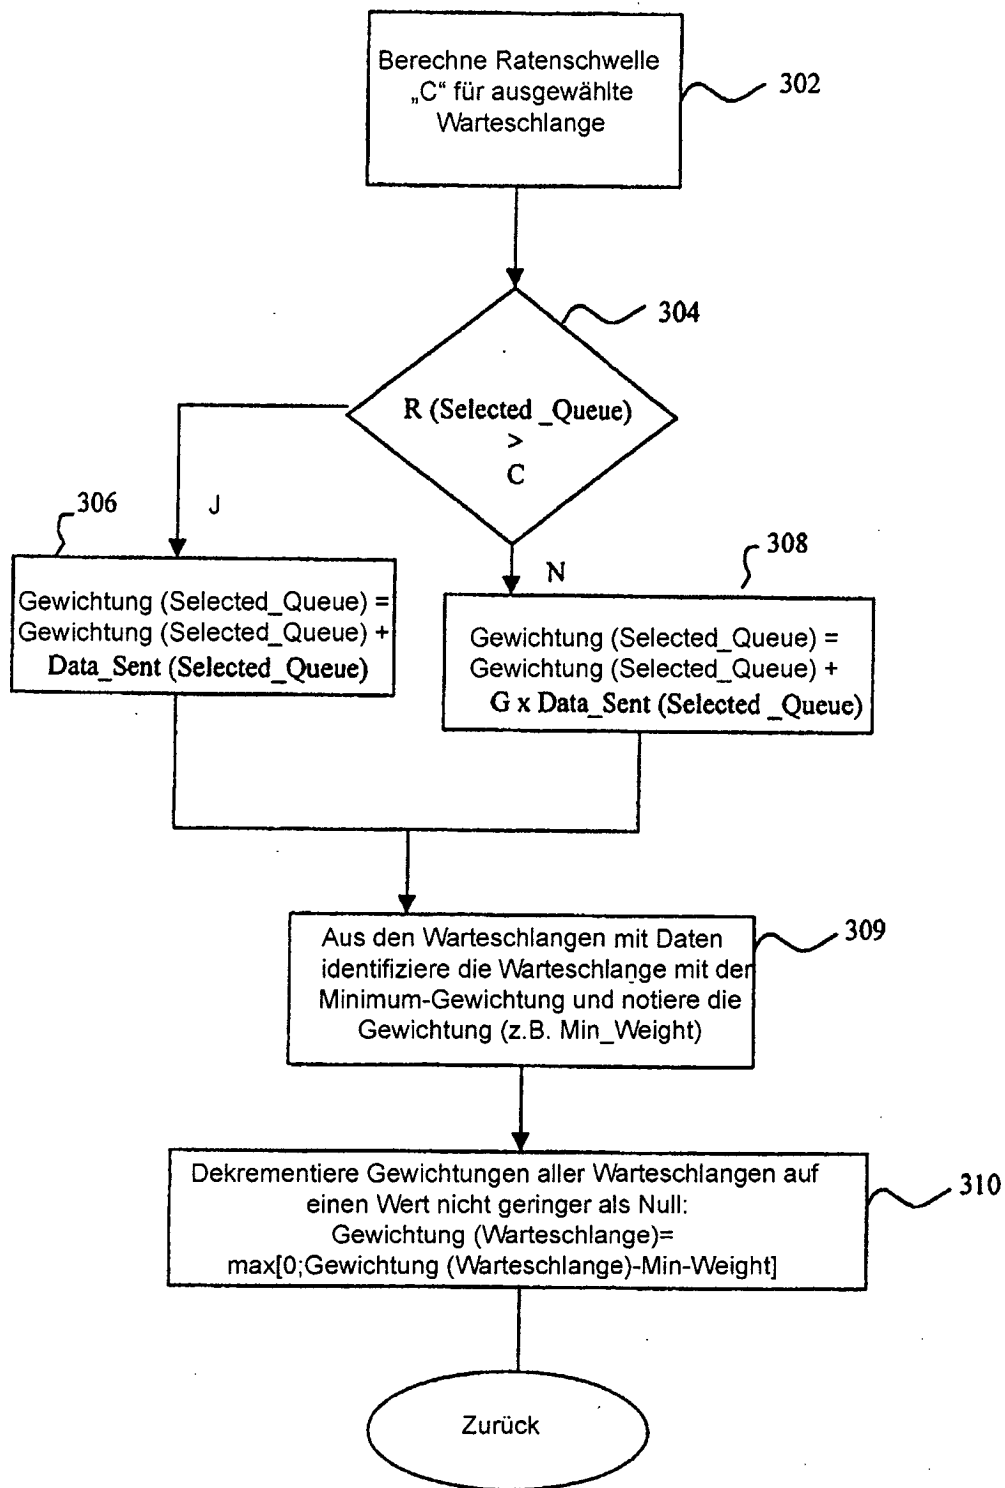 Berechne Ratenschwelle
„C“ für ausgewählte
Warteschlange
302
304
R (Selected _Queue)
>
C
306
J
308
N
Gewichtung (Selected_Queue) =
Gewichtung (Selected_Queue) +
Data_Sent (Selected_Queue)
Gewichtung (Selected_Queue) =
Gewichtung (Selected_Queue) +
G x Data_Sent (Selected _Queue)
309
Aus den Warteschlangen mit Daten
identifiziere die Warteschlange mit der
Minimum-Gewichtung und notiere die
Gewichtung (z.B. Min_Weight)
310
Dekrementiere Gewichtungen aller Warteschlangen auf
einen Wert nicht geringer als Null:
Gewichtung (Warteschlange)=
max[0;Gewichtung (Warteschlange)-Min-Weight]
Zurück